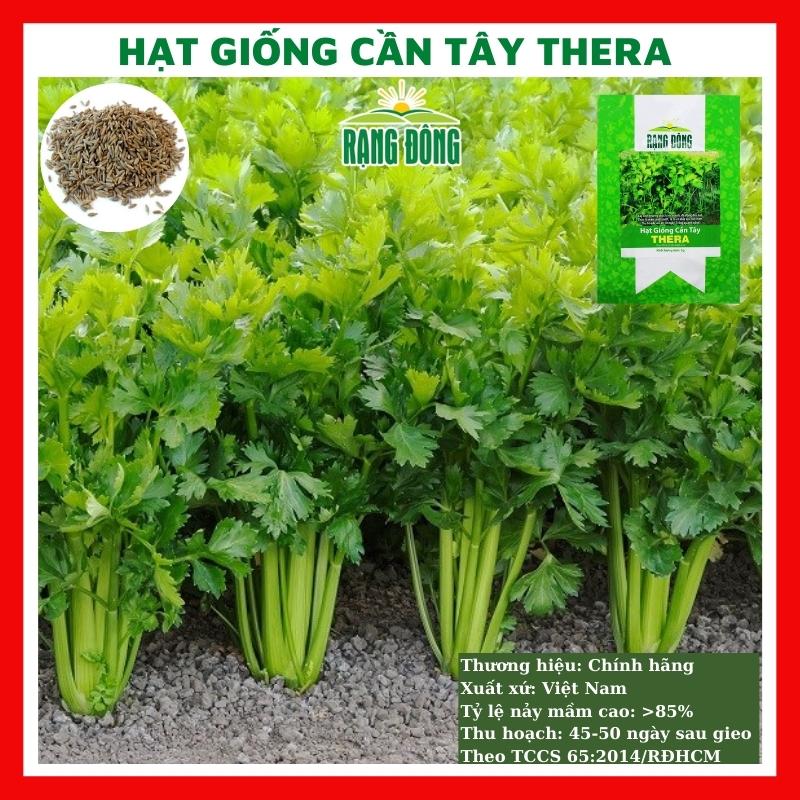 HẠT GIỐNG CẦN TÂY THERA
RẠNG ĐÔNG
RẠNG ĐÔNG
Hạt Giống Cần Tây
THERA
Thương hiệu: Chính hãng
Xuất xứ: Việt Nam
Tỷ lệ nảy mầm cao: >85%
Thu hoạch: 45-50 ngày sau gieo
Theo TCCS 65:2014/RĐHCM